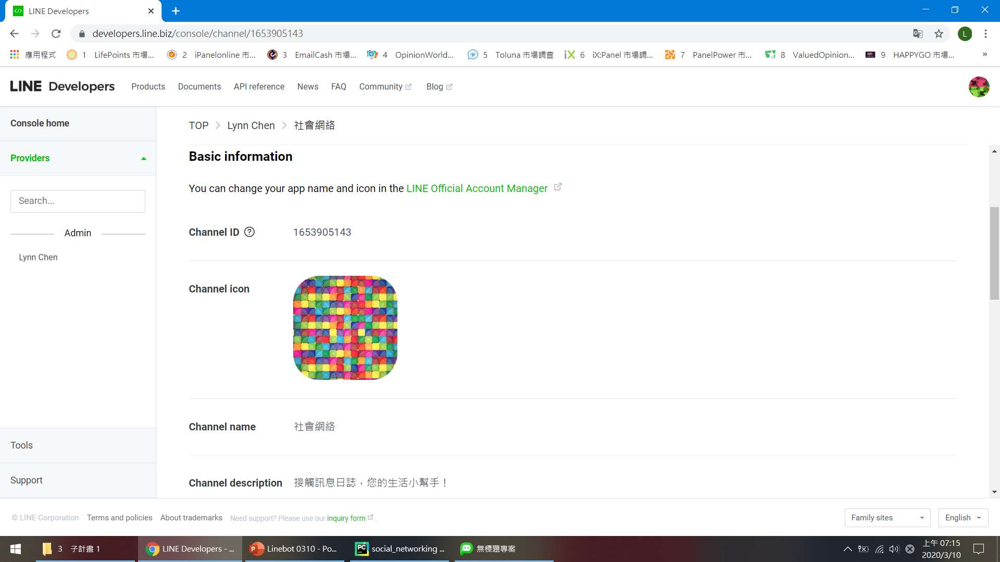 LINE Developers
developers.line.biz/console/channel/1653905143
L
應用程式
1 LifePoints 市場...
2 iPanelonline 市...
3 EmailCash 市場...
4 OpinionWorld...
5 Toluna 市場調查
6 iX:Panel 市場調...
7 PanelPower 市...
8 ValuedOpinion...
9 HAPPYGO 市場...
»
LINE Developers
Products
Documents
API reference
News
FAQ
Community
Blog
Console home
Providers
Search...
Admin
Lynn Chen
Tools
Support
TOP > Lynn Chen > 社會網絡
Basic information
You can change your app name and icon in the LINE Official Account Manager
Channel ID ? 1653905143
Channel icon
Channel name 社會網絡
Channel description 接觸訊息日誌，您的生活小幫手！
© LINE Corporation
Terms and policies
About trademarks
Need support? Please use our inquiry form .
Family sites
English
3 子計畫 1
LINE Developers - ...
Linebot 0310 - Po...
social_networking ...
無標題專案
上午 07:15
2020/3/10